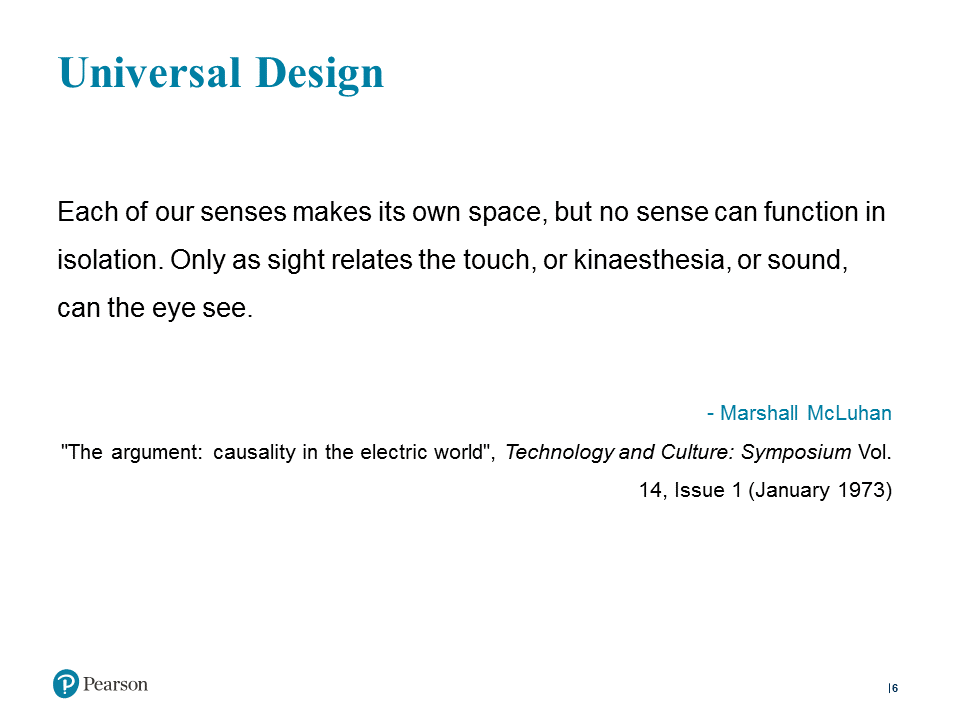 Universal Design
Each of our senses makes its own space, but no sense can function in
isolation. Only as sight relates the touch, or kinaesthesia, or sound,
can the eye see.
- Marshall McLuhan
"The argument: causality in the electric world", Technology and Culture: Symposium Vol.
14, Issue 1 (January 1973)
P Pearson
|6